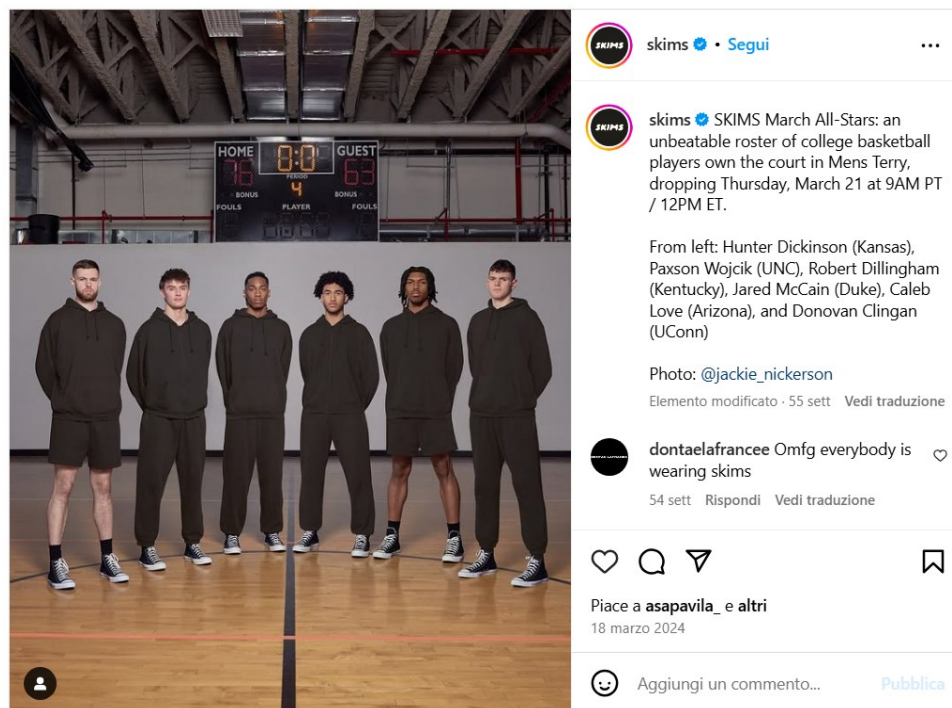 HOME
0:0
GUEST
76
PERIOD
63
BONUS
4
BONUS
FOULS
PLAYER
FOULS
SKIMS
skims • Segui
SKIMS
skims SKIMS March All-Stars: an
unbeatable roster of college basketball
players own the court in Mens Terry,
dropping Thursday, March 21 at 9AM PT
/ 12PM ET.
From left: Hunter Dickinson (Kansas),
Paxson Wojcik (UNC), Robert Dillingham
(Kentucky), Jared McCain (Duke), Caleb
Love (Arizona), and Donovan Clingan
(UConn)
Photo: @jackie_nickerson
Elemento modificato · 55 sett Vedi traduzione
dontaelafrancee Omfg everybody is
wearing skims
54 sett Rispondi Vedi traduzione
Piace a asapavila_ e altri
18 marzo 2024
Aggiungi un commento... Pubblica